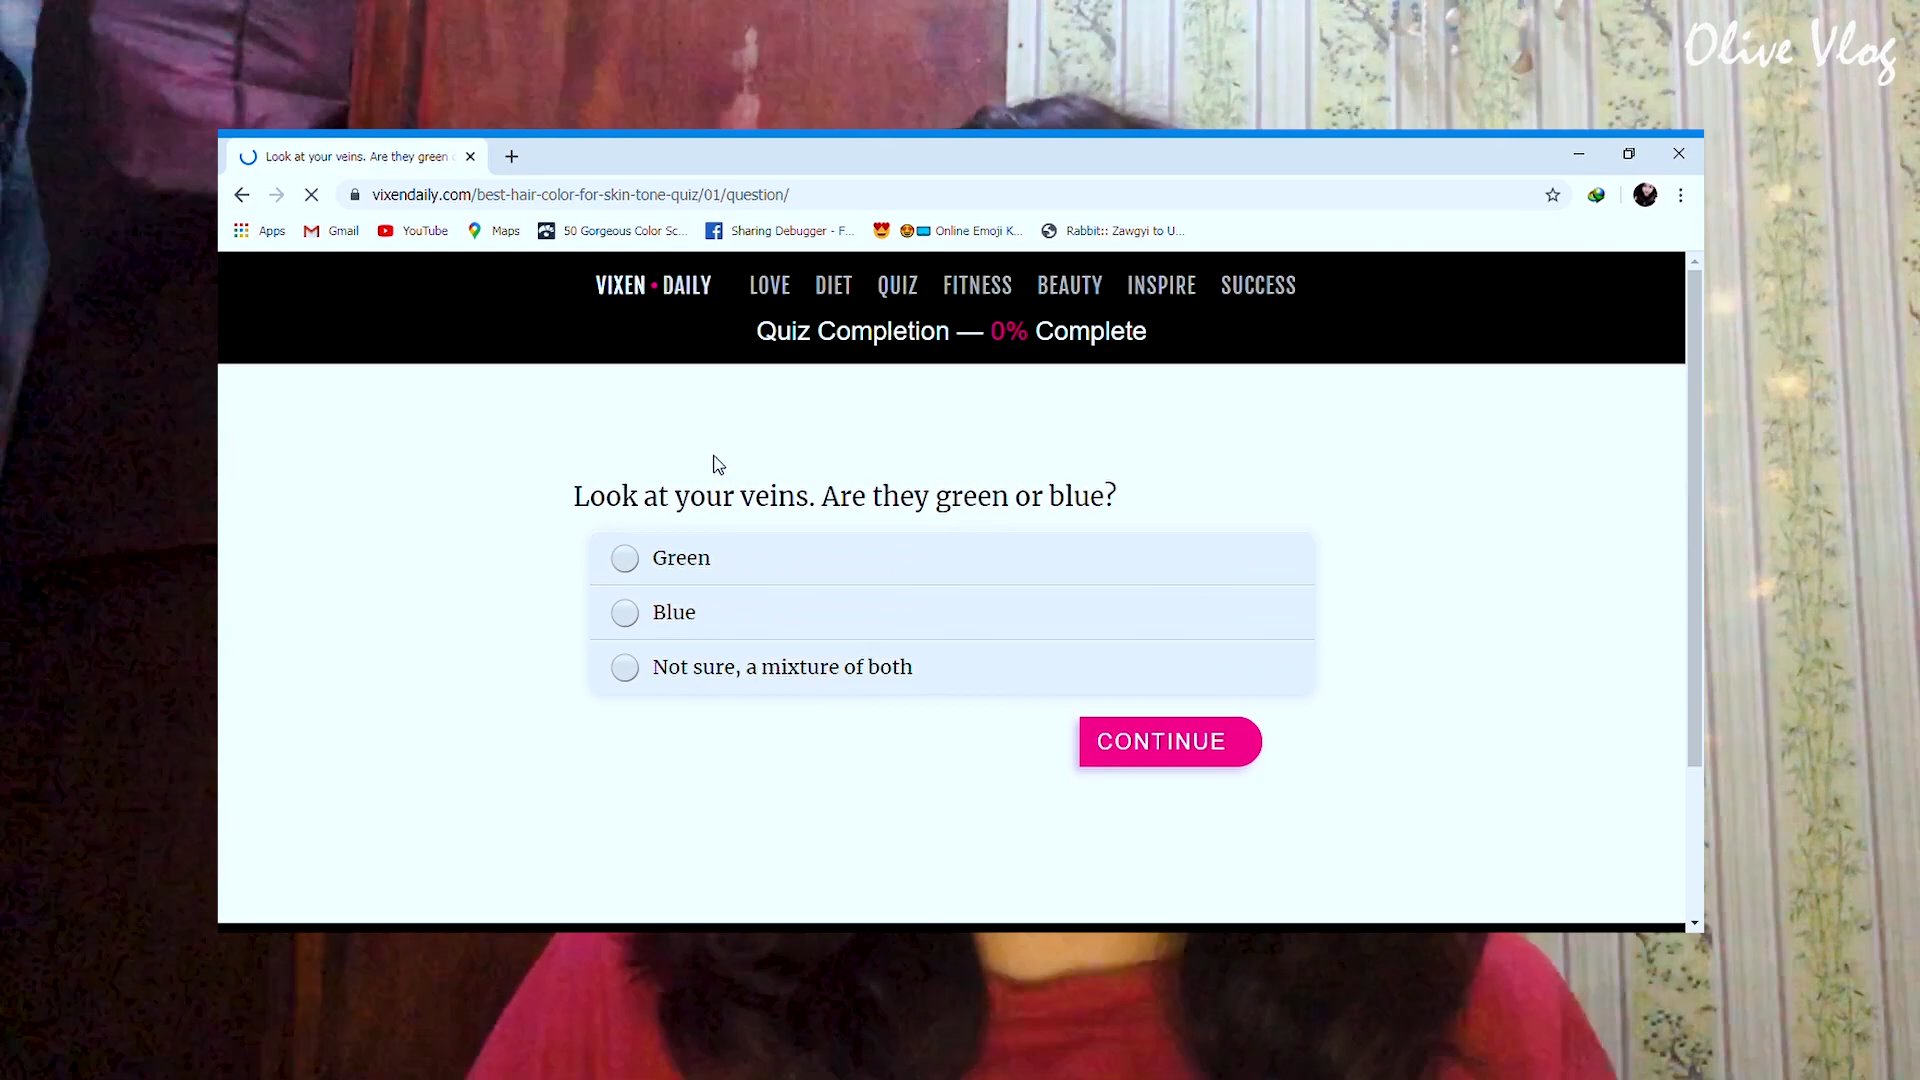 Olive Vlog
Look at your veins. Are they green
vixendaily.com/best-hair-color-for-skin-tone-quiz/01/question/
Apps Gmail YouTube Maps 50 Gorgeous Color Sc... Sharing Debugger - F... Online Emoji K... Rabbit:: Zawgyi to U...
VIXEN • DAILY LOVE DIET QUIZ FITNESS BEAUTY INSPIRE SUCCESS
Quiz Completion — 0% Complete
Look at your veins. Are they green or blue?
Green
Blue
Not sure, a mixture of both
CONTINUE